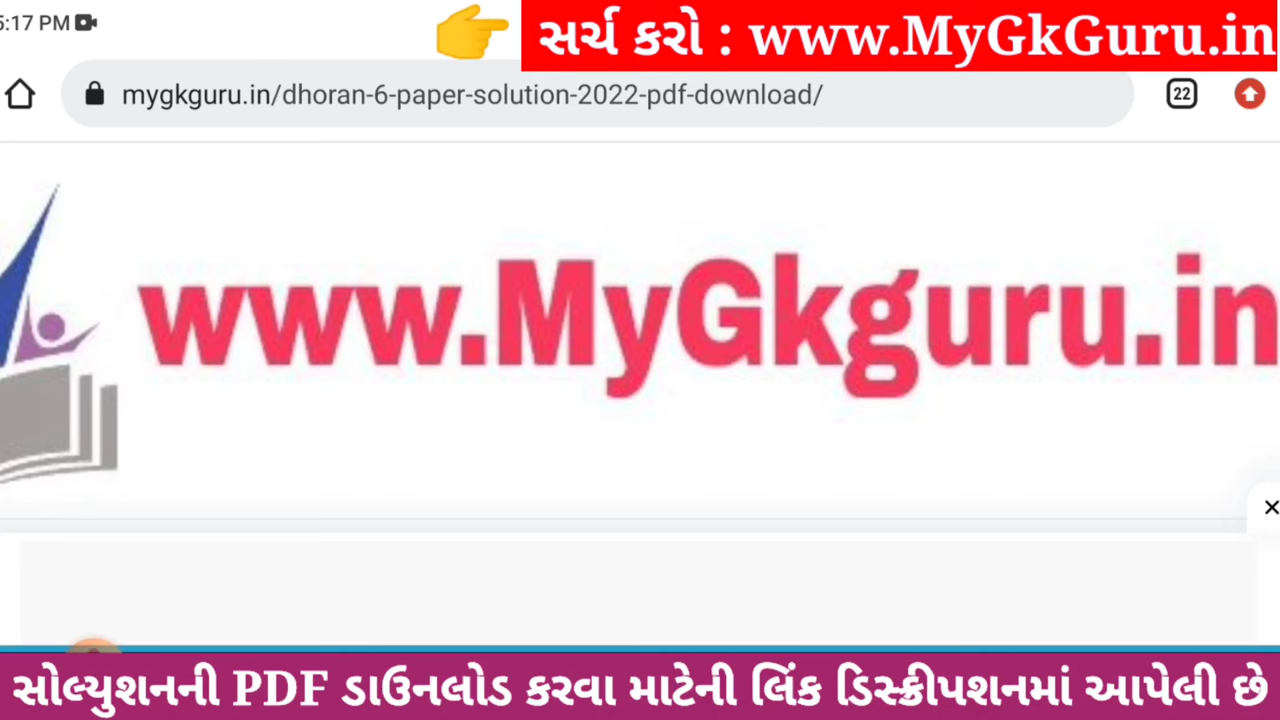 5:17 PM
સર્ચ કરો : www.MyGkGuru.in
mygkguru.in/dhoran-6-paper-solution-2022-pdf-download/
22
www.MyGkguru.in
સોલ્યુશનની PDF ડાઉનલોડ કરવા માટેની લિંક ડિસ્ક્રીપશનમાં આપેલી છે